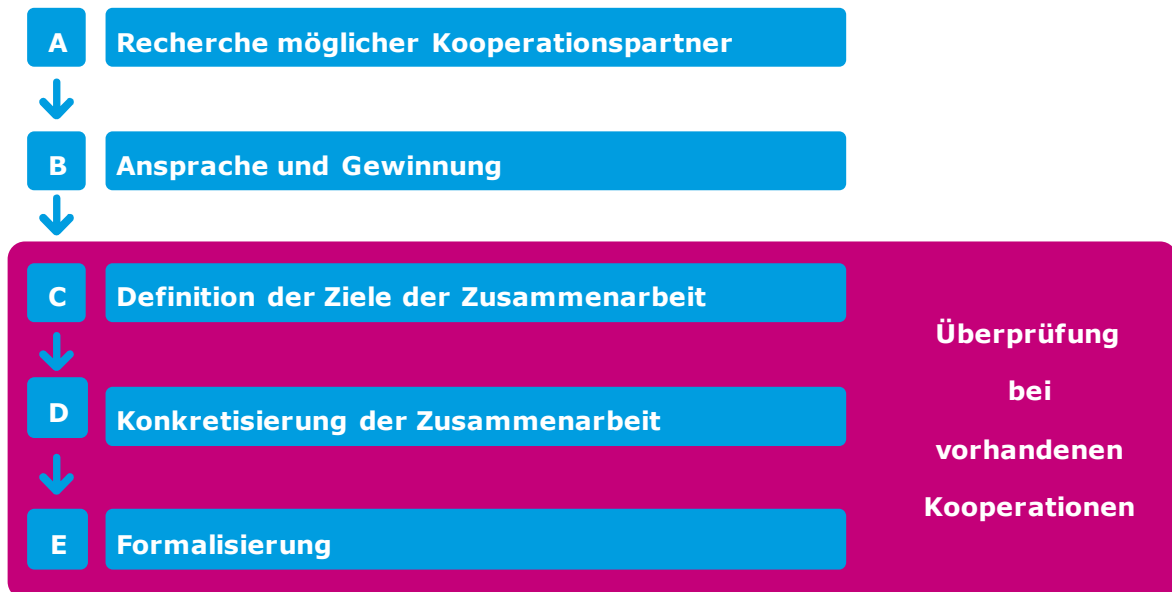 A Recherche möglicher Kooperationspartner
B Ansprache und Gewinnung
C Definition der Ziele der Zusammenarbeit
D Konkretisierung der Zusammenarbeit
E Formalisierung
Überprüfung
bei
vorhandenen
Kooperationen